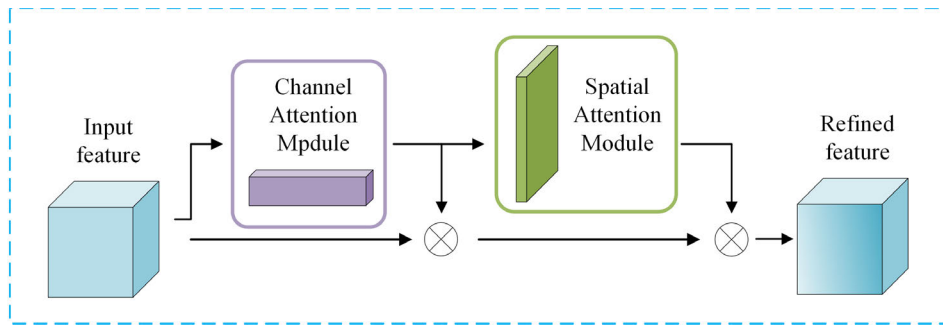 Input
feature
Channel
Attention
Mpdule
Spatial
Attention
Module
Refined
feature